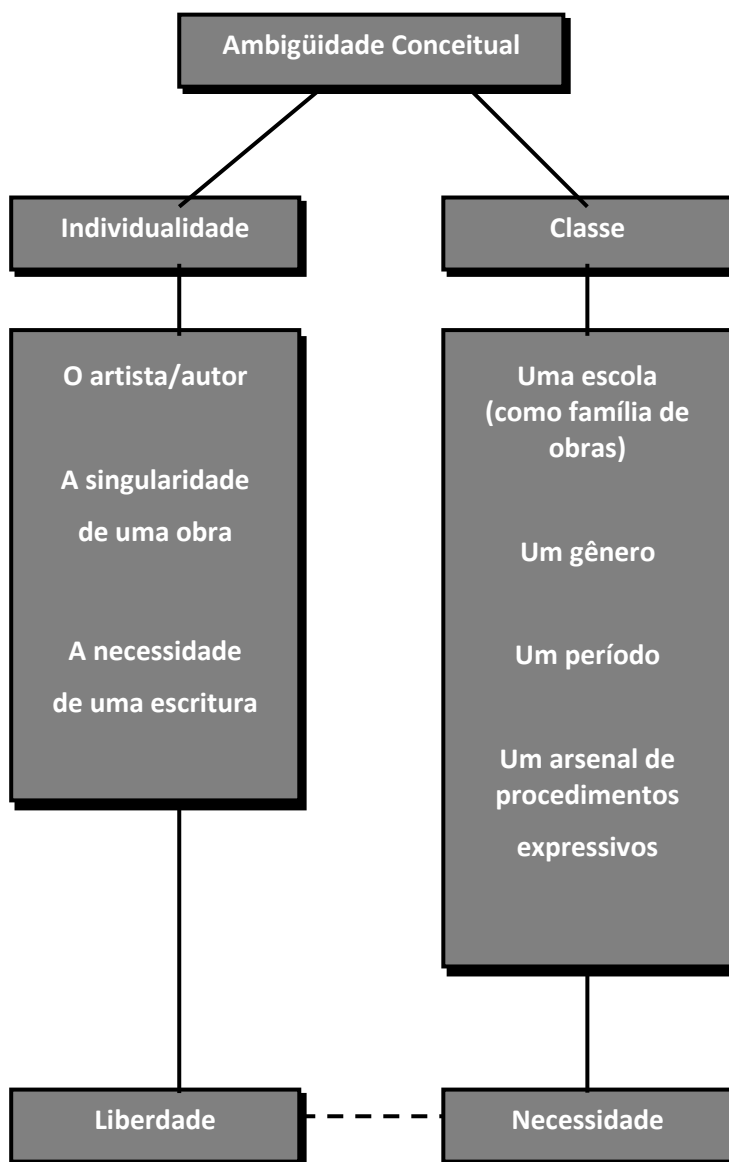 Ambigüidade Conceitual
Individualidade
Classe
O artista/autor
A singularidade
de uma obra
A necessidade
de uma escritura
Uma escola
(como família de
obras)
Um gênero
Um período
Um arsenal de
procedimentos
expressivos
Liberdade
Necessidade